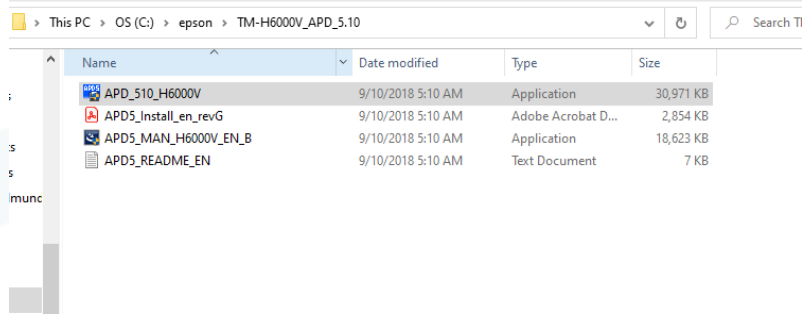 This PC > OS (C:) > epson > TM-H6000V_APD_5.10 Search
Name Date modified Type Size
APD_510_H6000V 9/10/2018 5:10 AM Application 30,971 KB
APD5_Install_en_revG 9/10/2018 5:10 AM Adobe Acrobat D... 2,854 KB
APD5_MAN_H6000V_EN_B 9/10/2018 5:10 AM Application 18,623 KB
APD5_README_EN 9/10/2018 5:10 AM Text Document 7 KB